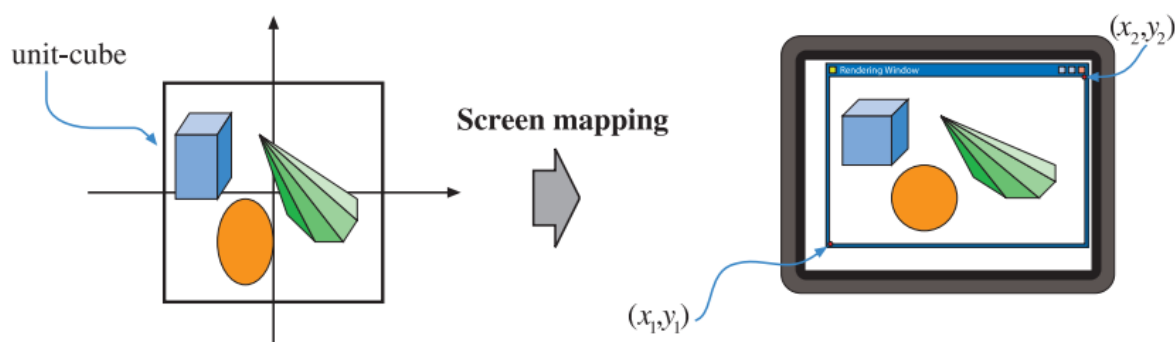 unit-cube
Screen mapping
Rendering Window
(x₂,y₂)
(x₁,y₁)